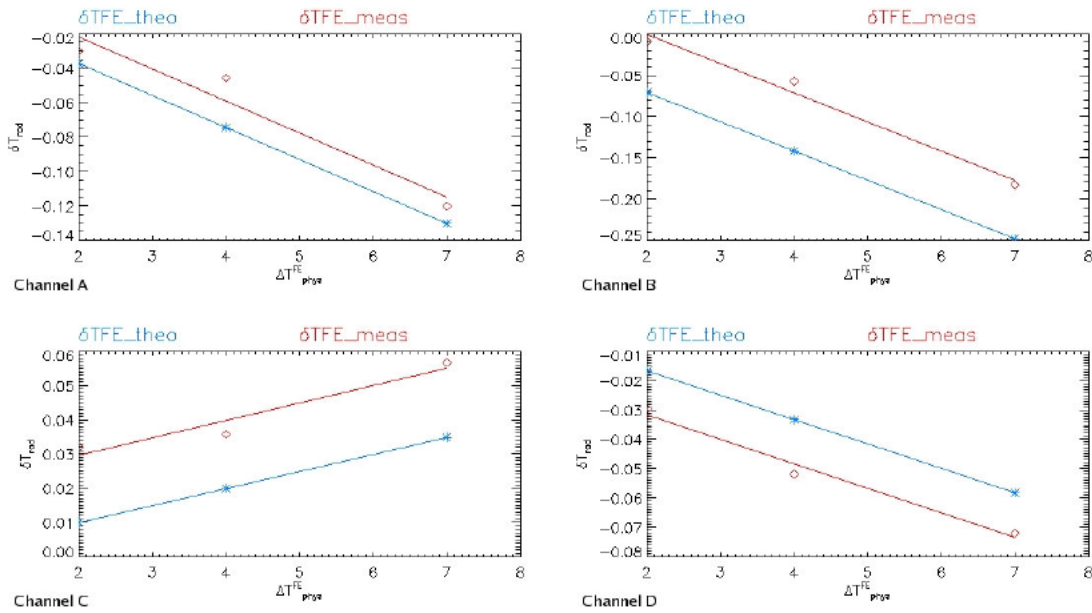 δTFE_theo δTFE_meas δTFE_theo δTFE_meas
-0.02 0.00
-0.04 -0.05
-0.06 -0.10
-0.08 -0.15
-0.10 -0.20
-0.12 -0.25
-0.14
δT_rad δT_rad
2 3 4 5 6 7 8 2 3 4 5 6 7 8
Channel A ΔT^FE_phys Channel B ΔT^FE_phys
δTFE_theo δTFE_meas δTFE_theo δTFE_meas
0.06 -0.01
0.05 -0.02
0.04 -0.03
0.03 -0.04
0.02 -0.05
0.01 -0.06
0.00 -0.07
-0.08
δT_rad δT_rad
2 3 4 5 6 7 8 2 3 4 5 6 7 8
Channel C ΔT^FE_phys Channel D ΔT^FE_phys